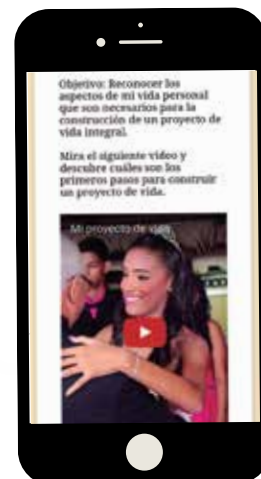 Objetivo: Reconocer los
aspectos de mi vida personal
que son necesarios para la
construcción de un proyecto de
vida integral.
Mira el siguiente video y
descubre cuáles son los
primeros pasos para construir
un proyecto de vida.
Mi proyecto de vida